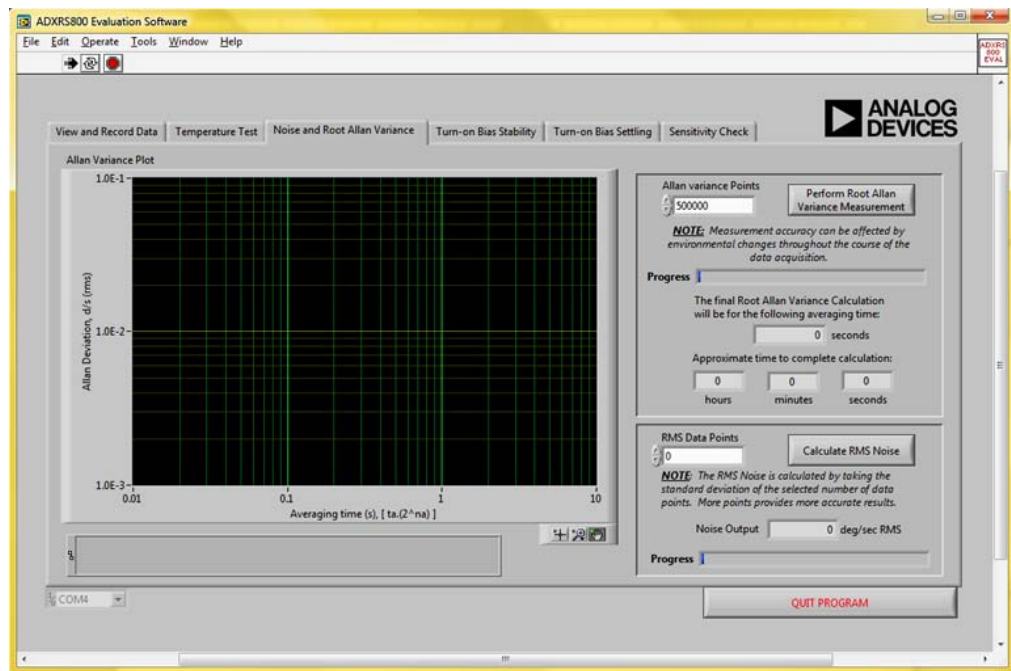 ADXRS800 Evaluation Software
File Edit Operate Tools Window Help
ADXRS
800
EVAL
ANALOG
DEVICES
View and Record Data Temperature Test Noise and Root Allan Variance Turn-on Bias Stability Turn-on Bias Settling Sensitivity Check
Allan Variance Plot
1.0E-1
1.0E-2
1.0E-3
Allan Deviation, d/s (rms)
0.01 0.1 1 10
Averaging time (s), [ ta.(2^na) ]
Allan variance Points
500000
Perform Root Allan
Variance Measurement
NOTE: Measurement accuracy can be affected by
environmental changes throughout the course of the
data acquisition.
Progress
The final Root Allan Variance Calculation
will be for the following averaging time:
0 seconds
Approximate time to complete calculation:
0 0 0
hours minutes seconds
RMS Data Points
0
Calculate RMS Noise
NOTE: The RMS Noise is calculated by taking the
standard deviation of the selected number of data
points. More points provides more accurate results.
Noise Output 0 deg/sec RMS
Progress
COM4
QUIT PROGRAM